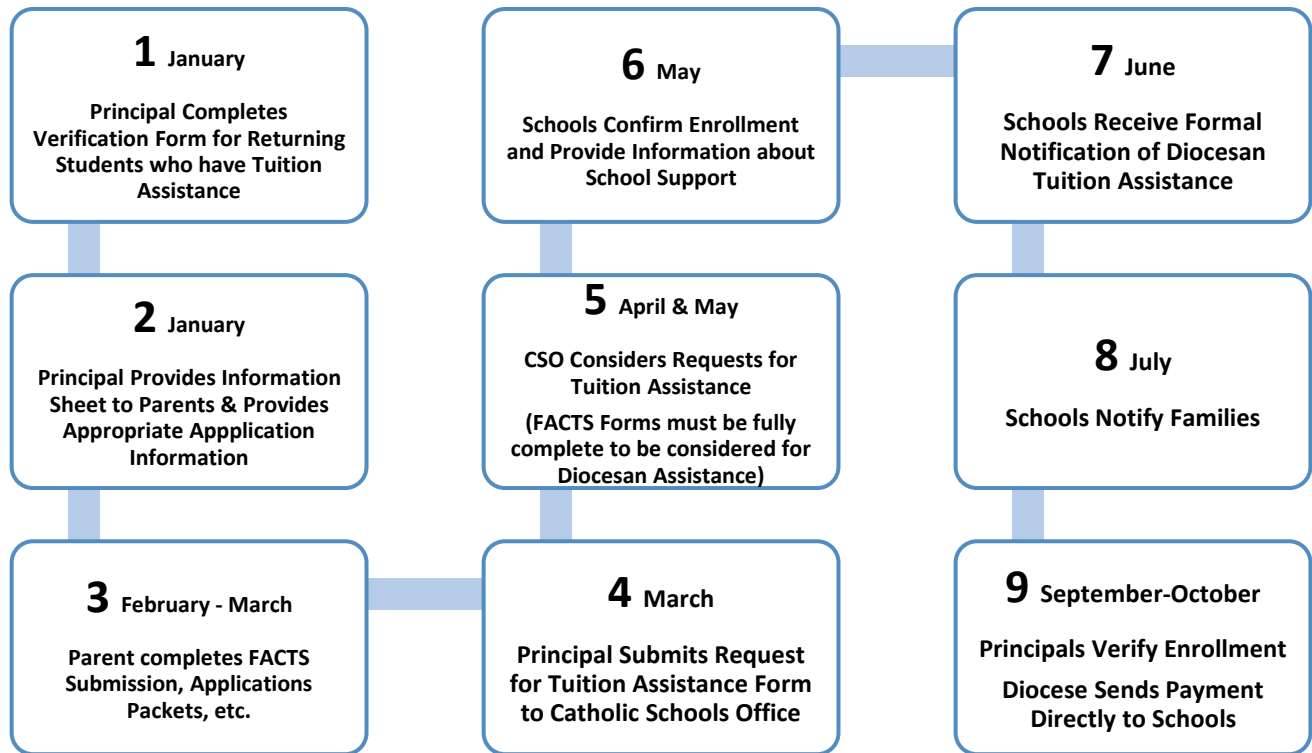 1 January
Principal Completes
Verification Form for Returning
Students who have Tuition
Assistance
2 January
Principal Provides Information
Sheet to Parents & Provides
Appropriate Appplication
Information
3 February - March
Parent completes FACTS
Submission, Applications
Packets, etc.
4 March
Principal Submits Request
for Tuition Assistance Form
to Catholic Schools Office
5 April & May
CSO Considers Requests for
Tuition Assistance
(FACTS Forms must be fully
complete to be considered for
Diocesan Assistance)
6 May
Schools Confirm Enrollment
and Provide Information about
School Support
7 June
Schools Receive Formal
Notification of Diocesan
Tuition Assistance
8 July
Schools Notify Families
9 September-October
Principals Verify Enrollment
Diocese Sends Payment
Directly to Schools